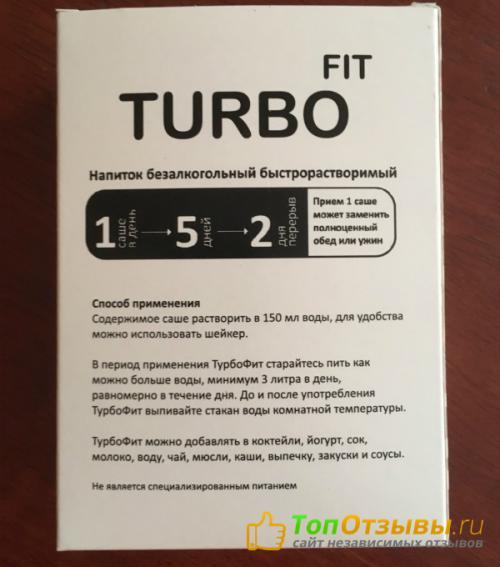 FIT
TURBO
Напиток безалкогольный быстрорастворимый
1 саше в день → 5 дней → 2 дня перерыв
Прием 1 саше
может заменить
полноценный
обед или ужин
Способ применения
Содержимое саше растворить в 150 мл воды, для удобства
можно использовать шейкер.
В период применения ТурбоФит старайтесь пить как
можно больше воды, минимум 3 литра в день,
равномерно в течение дня. До и после употребления
ТурбоФит выпивайте стакан воды комнатной температуры.
ТурбоФит можно добавлять в коктейли, йогурт, сок,
молоко, воду, чай, мюсли, каши, выпечку, закуски и соусы.
Не является специализированным питанием
ТопОтзывы.ru
сайт независимых отзывов